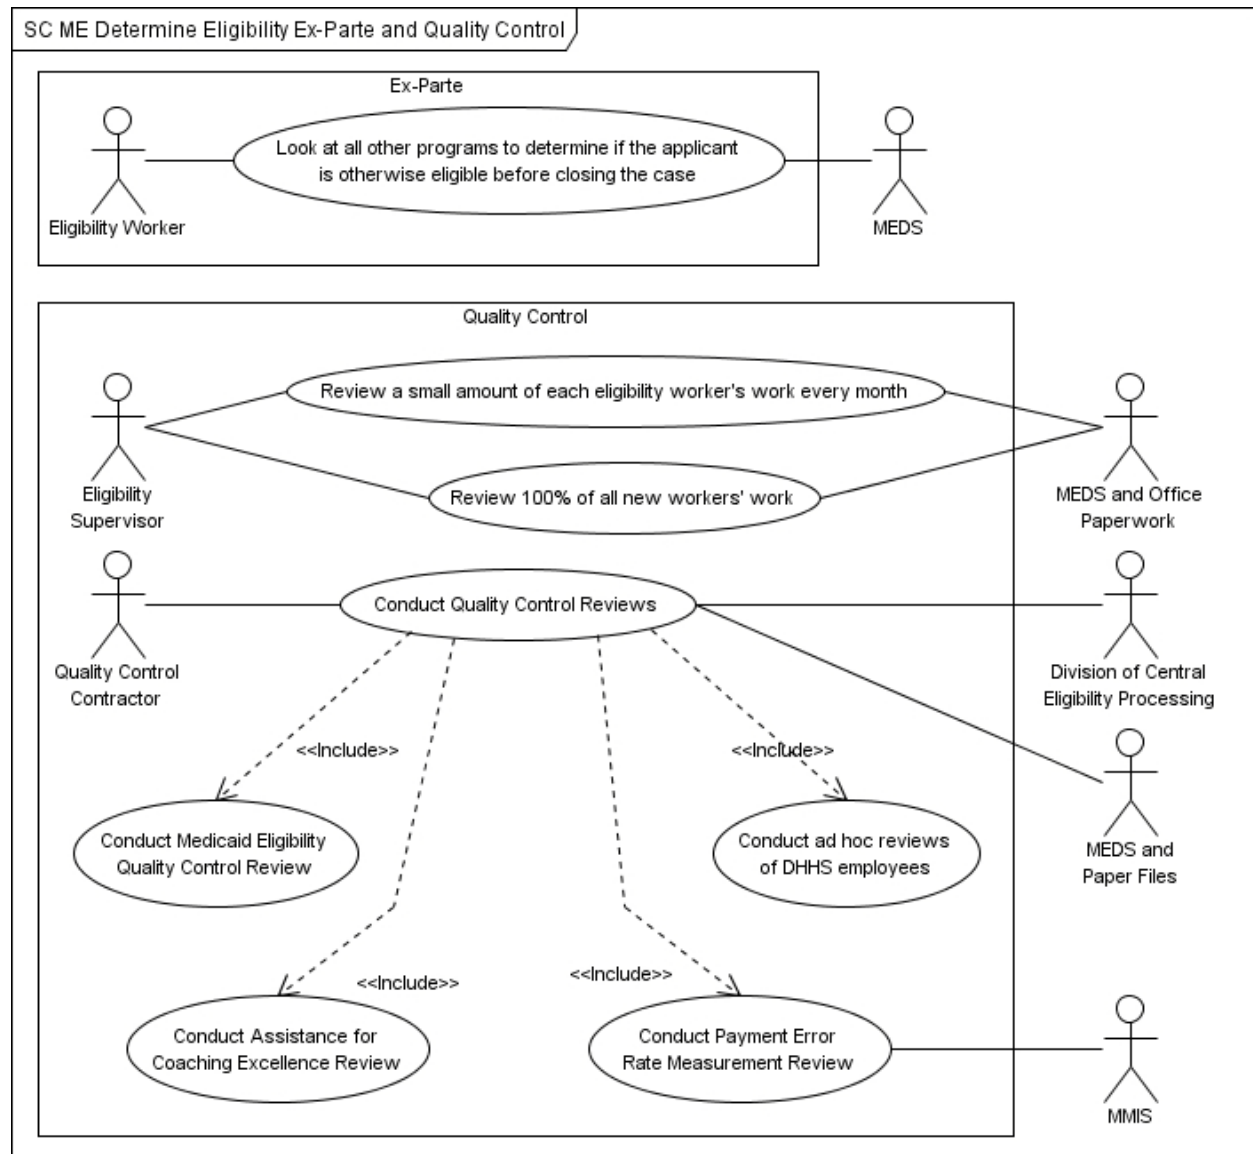 SC ME Determine Eligibility Ex-Parte and Quality Control
Ex-Parte
Look at all other programs to determine if the applicant
is otherwise eligible before closing the case
Eligibility Worker
MEDS
Quality Control
Review a small amount of each eligibility worker's work every month
Review 100% of all new workers' work
Eligibility
Supervisor
MEDS and Office
Paperwork
Conduct Quality Control Reviews
Quality Control
Contractor
Division of Central
Eligibility Processing
<<Include>>
<<Include>>
Conduct Medicaid Eligibility
Quality Control Review
Conduct ad hoc reviews
of DHHS employees
MEDS and
Paper Files
<<Include>>
<<Include>>
Conduct Assistance for
Coaching Excellence Review
Conduct Payment Error
Rate Measurement Review
MMIS